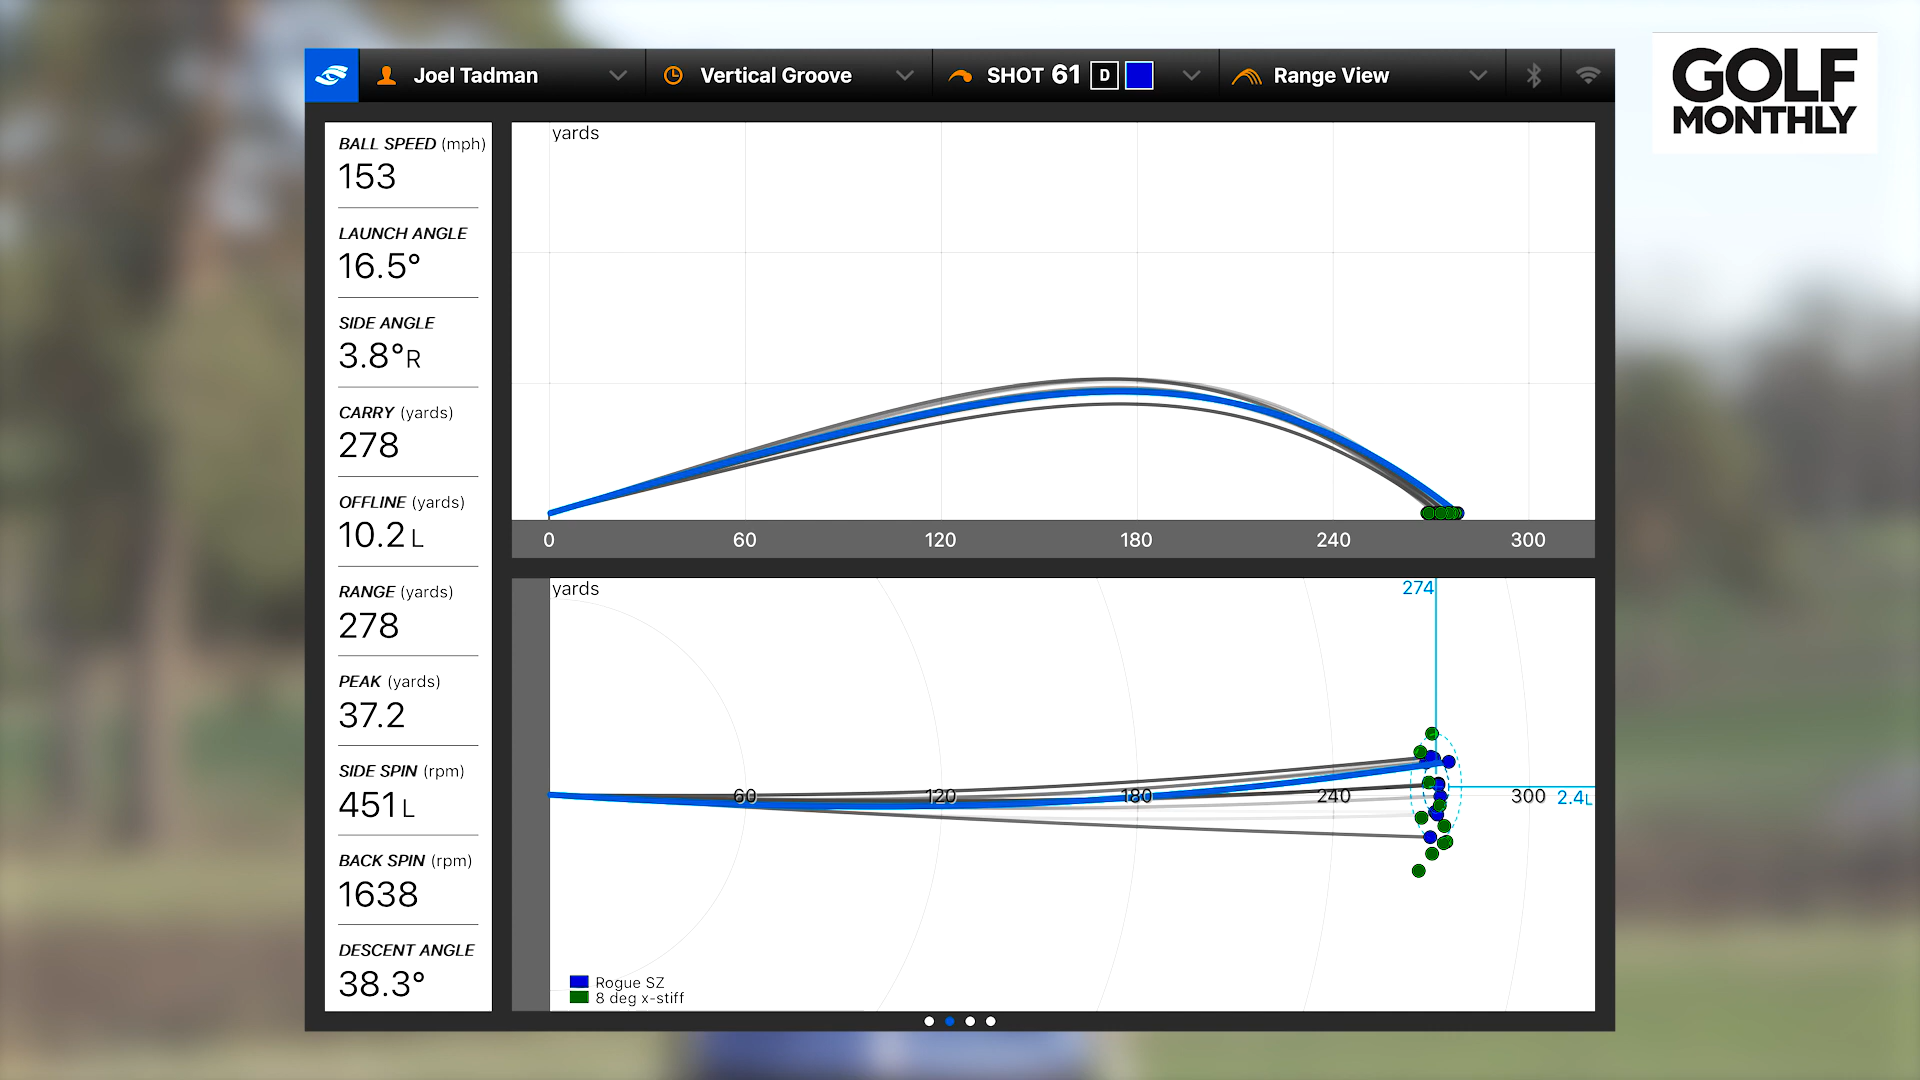 Joel Tadman
Vertical Groove
SHOT 61 D
Range View
GOLF
MONTHLY
BALL SPEED (mph)
153
LAUNCH ANGLE
16.5°
SIDE ANGLE
3.8°R
CARRY (yards)
278
OFFLINE (yards)
10.2 L
RANGE (yards)
278
PEAK (yards)
37.2
SIDE SPIN (rpm)
451 L
BACK SPIN (rpm)
1638
DESCENT ANGLE
38.3°
yards
0 60 120 180 240 300
yards
274
60 120 180 240 300 2.4L
Rogue SZ
8 deg x-stiff